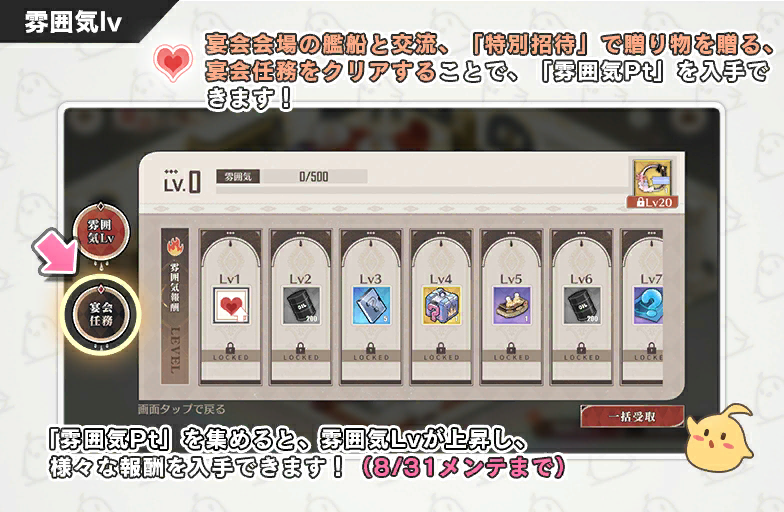 雰囲気lv
宴会会場の艦船と交流、「特別招待」で贈り物を贈る、
宴会任務をクリアすることで、「雰囲気Pt」を入手で
きます！
LV.0
雰囲気
0/500
Lv20
雰囲
気Lv
宴会
任務
雰囲気報酬
LEVEL
Lv1
LOCKED
Lv2
200
LOCKED
Lv3
5
LOCKED
Lv4
LOCKED
Lv5
1
LOCKED
Lv6
200
LOCKED
Lv7
LOCKE
画面タップで戻る
一括受取
「雰囲気Pt」を集めると、雰囲気Lvが上昇し、
様々な報酬を入手できます！（8/31メンテまで）